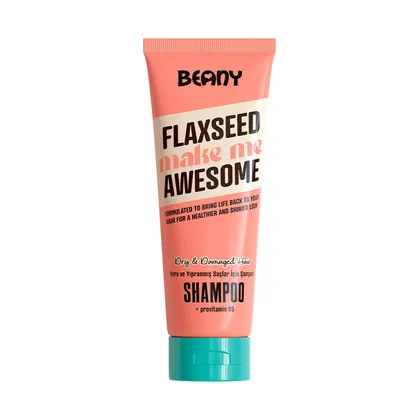 BEANY
FLAXSEED
make me
AWESOME
FORMULATED TO BRING LIFE BACK TO YOUR
HAIR FOR A HEALTHIER AND SHINIER LOOK
Dry & Damaged Hair
Kuru ve Yıpranmış Saçlar İçin Şampuan
SHAMPOO
+ provitamin B5